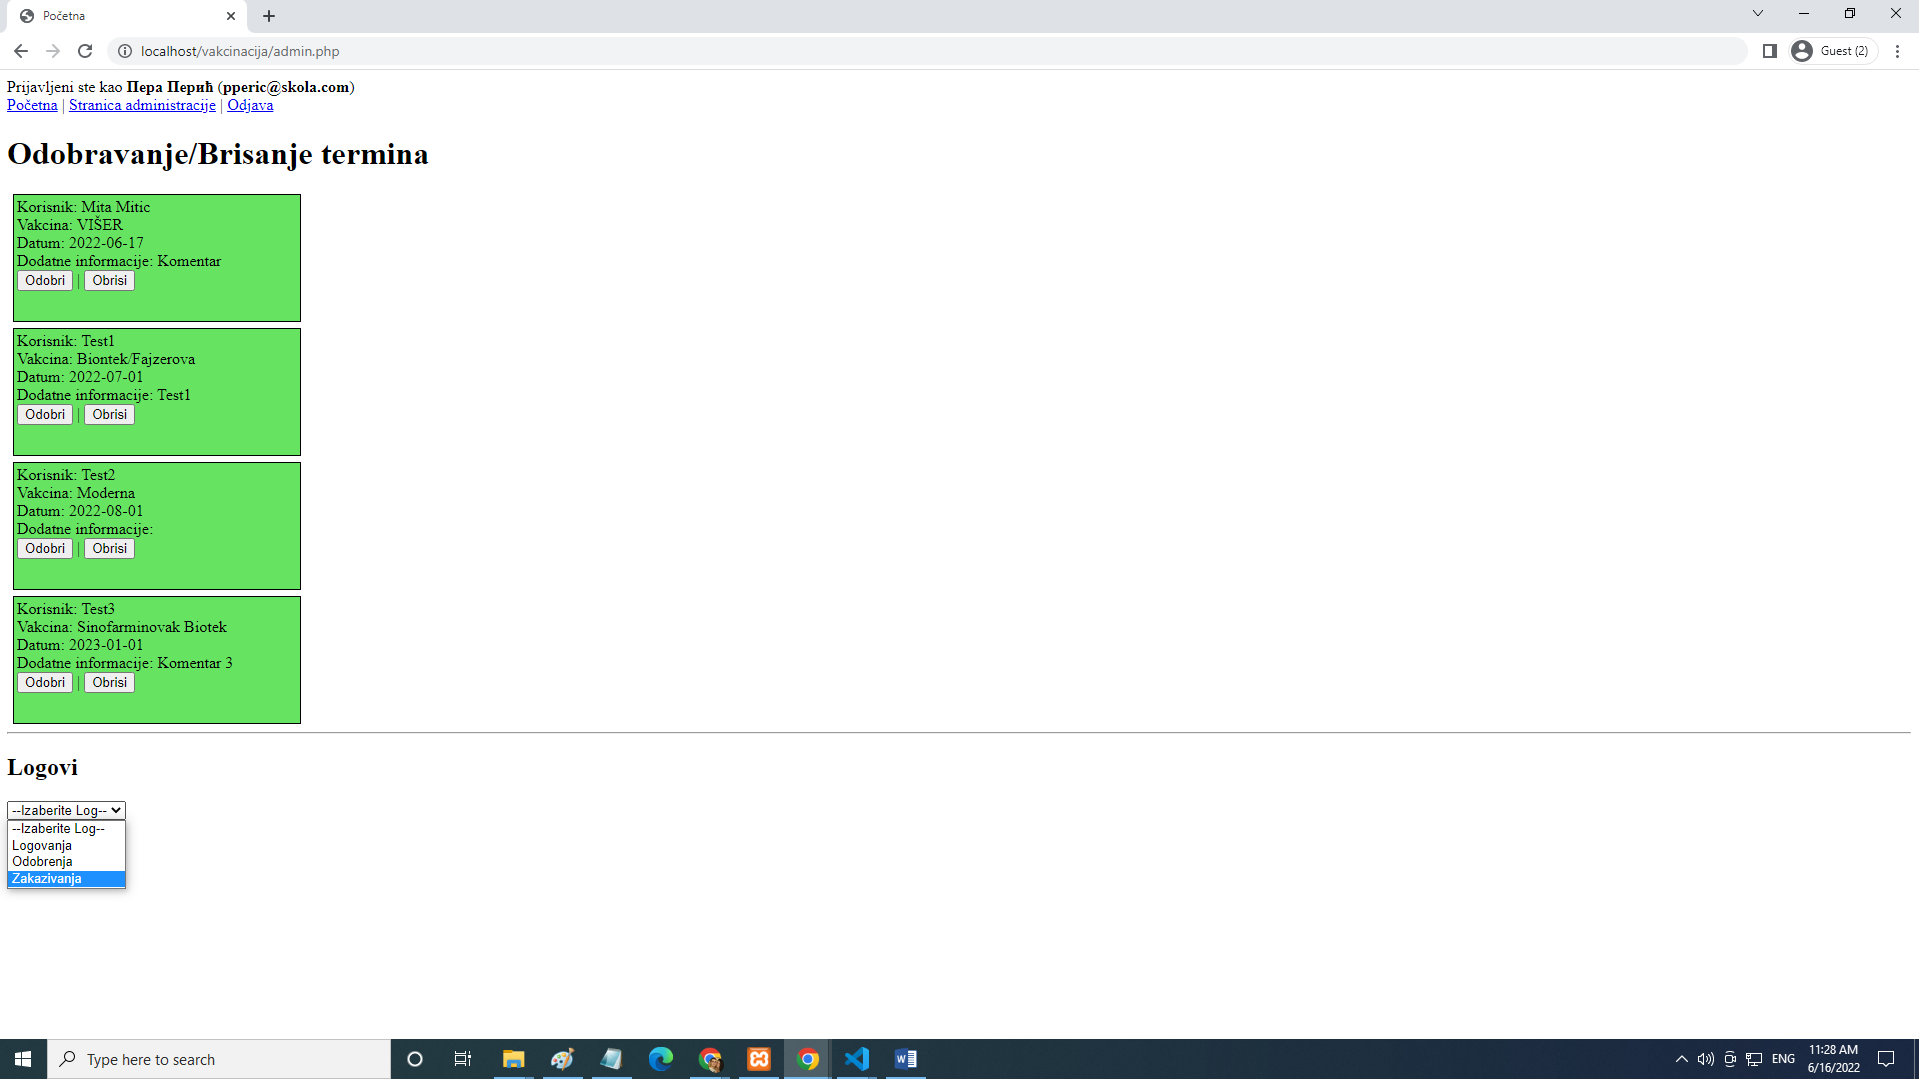 Početna
localhost/vakcinacija/admin.php
Guest (2)
Prijavljeni ste kao Пера Перић (pperic@skola.com)
Početna | Stranica administracije | Odjava
Odobravanje/Brisanje termina
Korisnik: Mita Mitic
Vakcina: VIŠER
Datum: 2022-06-17
Dodatne informacije: Komentar
Odobri | Obrisi
Korisnik: Test1
Vakcina: Biontek/Fajzerova
Datum: 2022-07-01
Dodatne informacije: Test1
Odobri | Obrisi
Korisnik: Test2
Vakcina: Moderna
Datum: 2022-08-01
Dodatne informacije:
Odobri | Obrisi
Korisnik: Test3
Vakcina: Sinofarminovak Biotek
Datum: 2023-01-01
Dodatne informacije: Komentar 3
Odobri | Obrisi
Logovi
--Izaberite Log--
--Izaberite Log--
Logovanja
Odobrenja
Zakazivanja
Type here to search
ENG
11:28 AM
6/16/2022